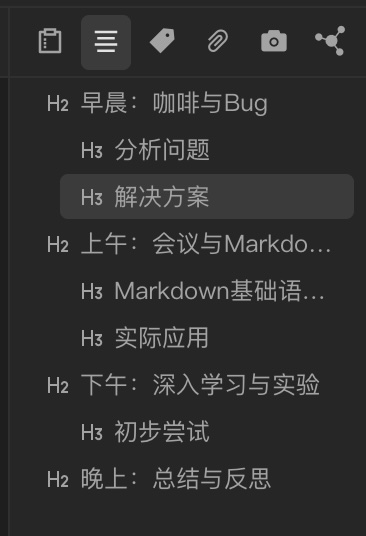 H2 早晨：咖啡与Bug
H3 分析问题
H3 解决方案
H2 上午：会议与Markdo...
H3 Markdown基础语...
H3 实际应用
H2 下午：深入学习与实验
H3 初步尝试
H2 晚上：总结与反思